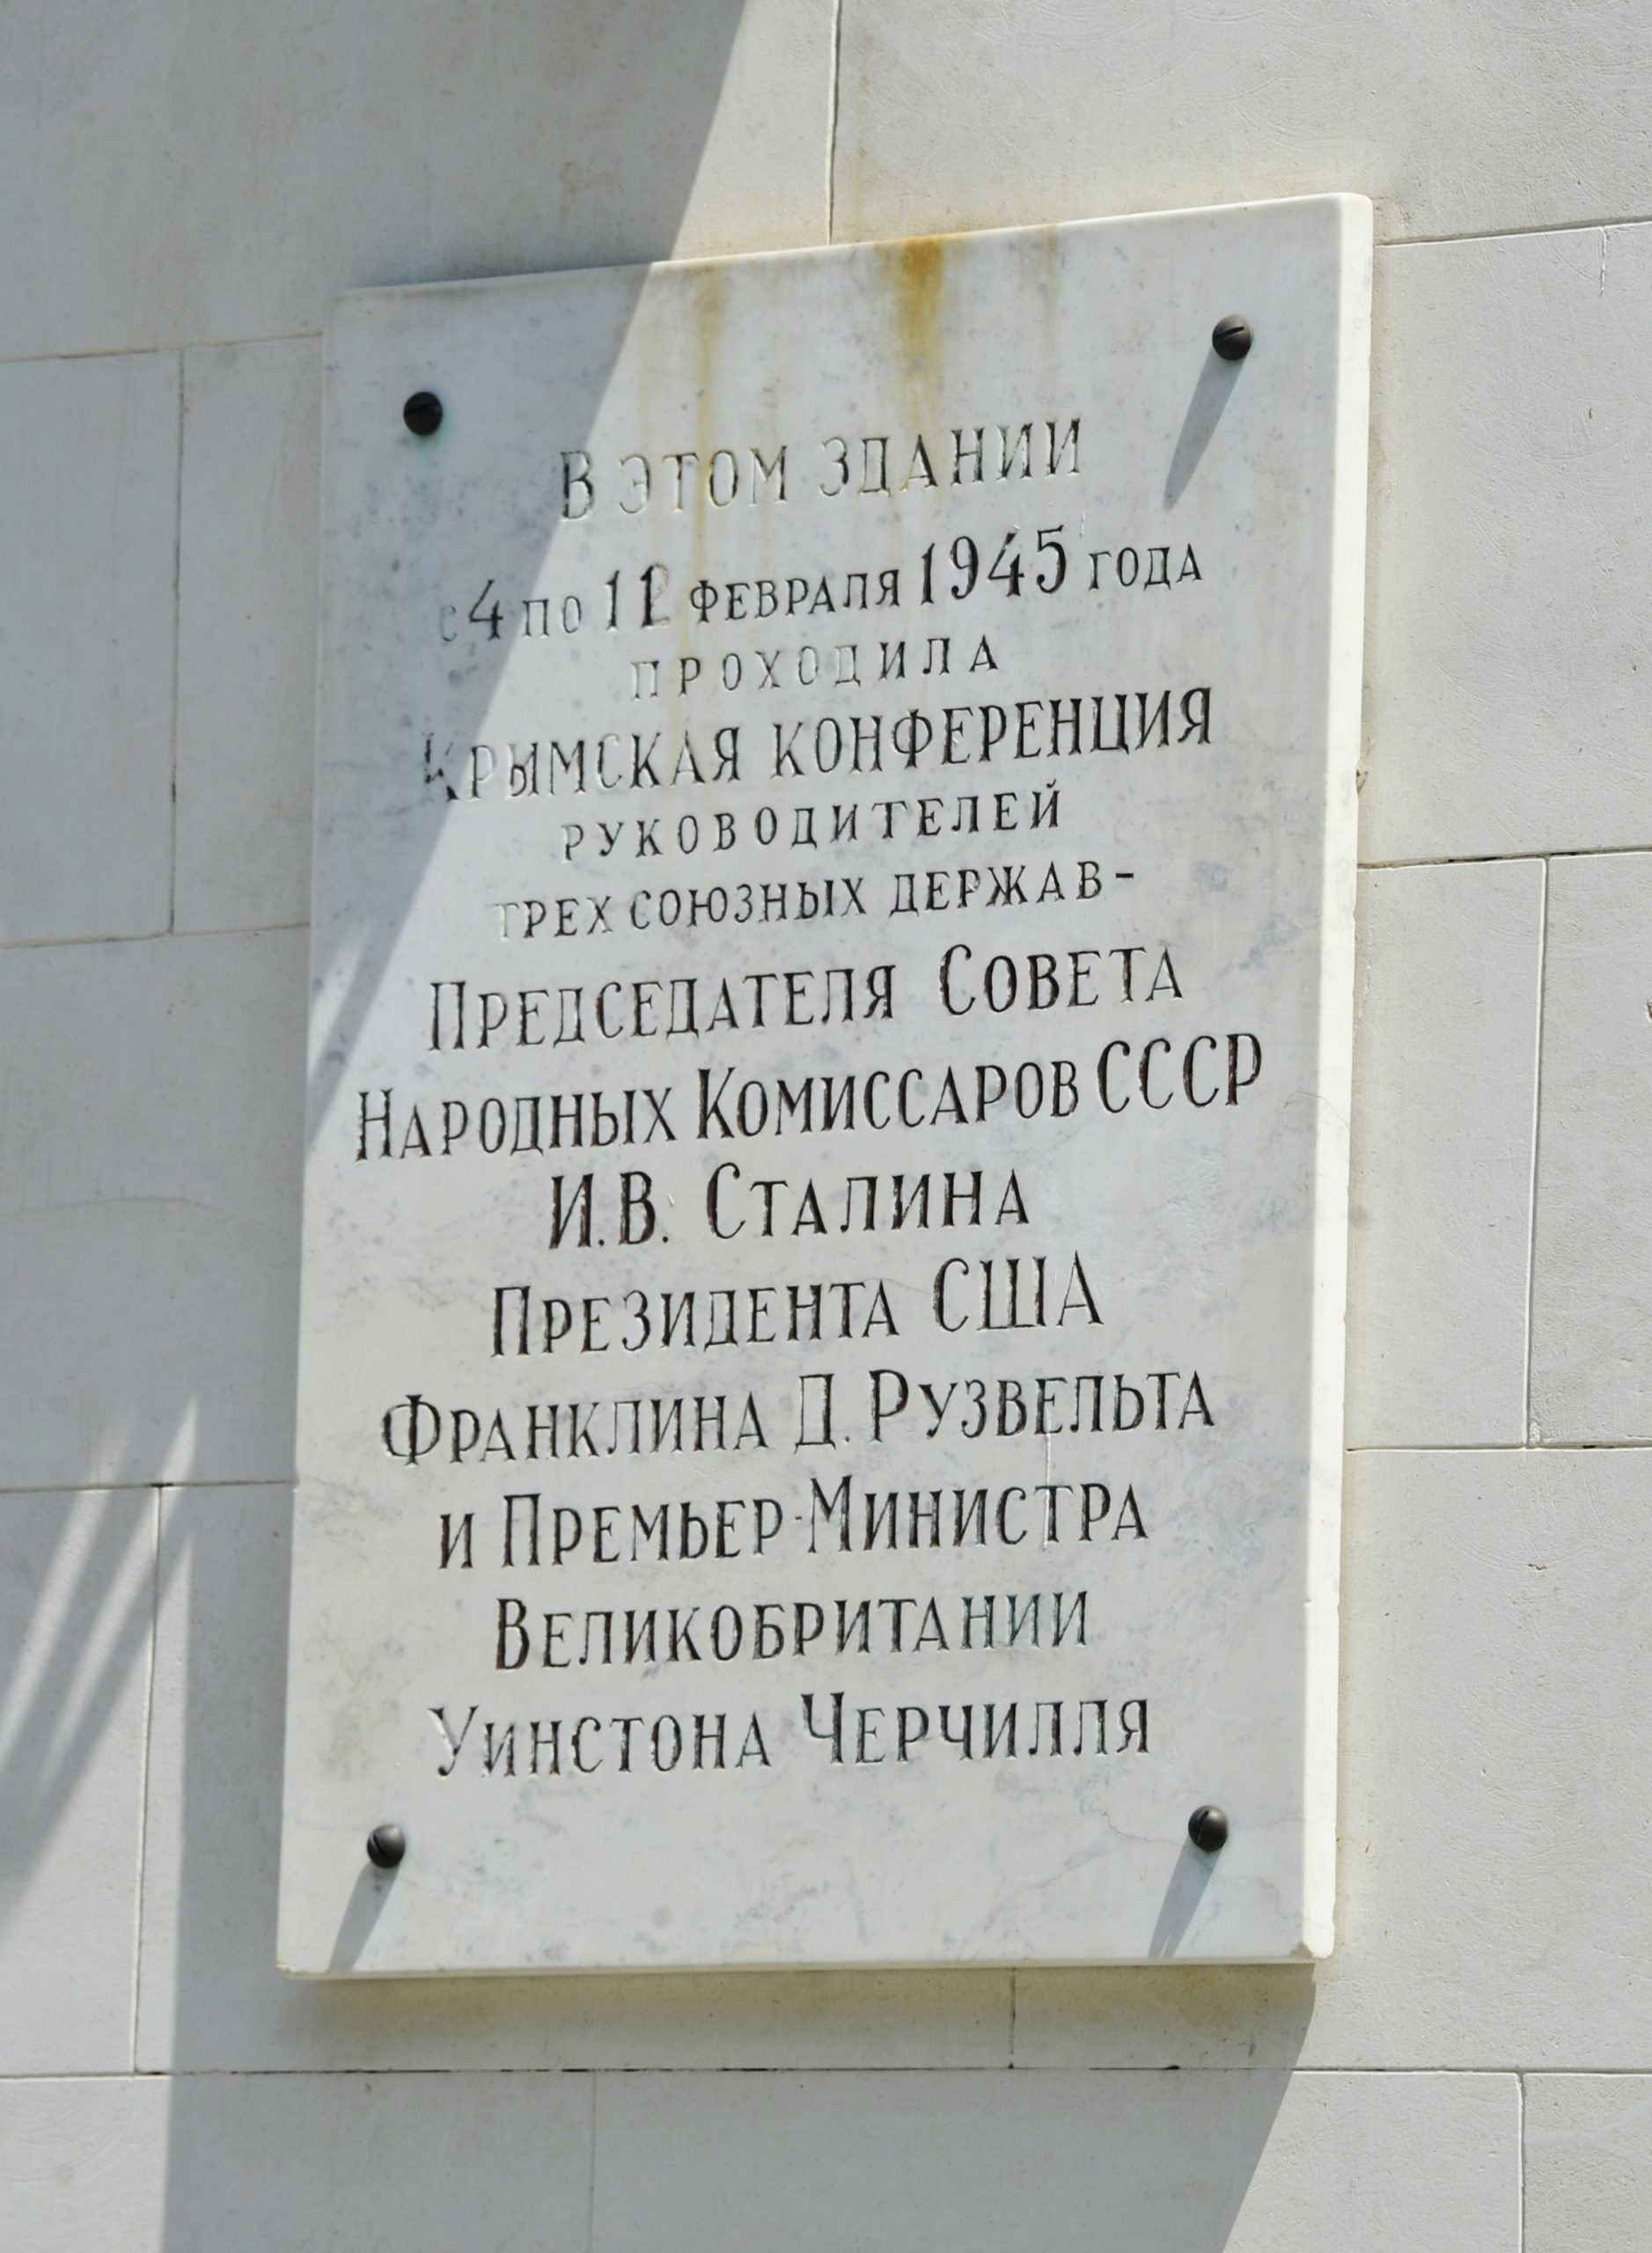 В ЭТОМ ЗДАНИИ
с 4 по 11 ФЕВРАЛЯ 1945 ГОДА
ПРОХОДИЛА
КРЫМСКАЯ КОНФЕРЕНЦИЯ
РУКОВОДИТЕЛЕЙ
ТРЕХ СОЮЗНЫХ ДЕРЖАВ-
ПРЕДСЕДАТЕЛЯ СОВЕТА
НАРОДНЫХ КОМИССАРОВ СССР
И.В. СТАЛИНА
ПРЕЗИДЕНТА США
ФРАНКЛИНА Д. РУЗВЕЛЬТА
И ПРЕМЬЕР-МИНИСТРА
ВЕЛИКОБРИТАНИИ
УИНСТОНА ЧЕРЧИЛЛЯ